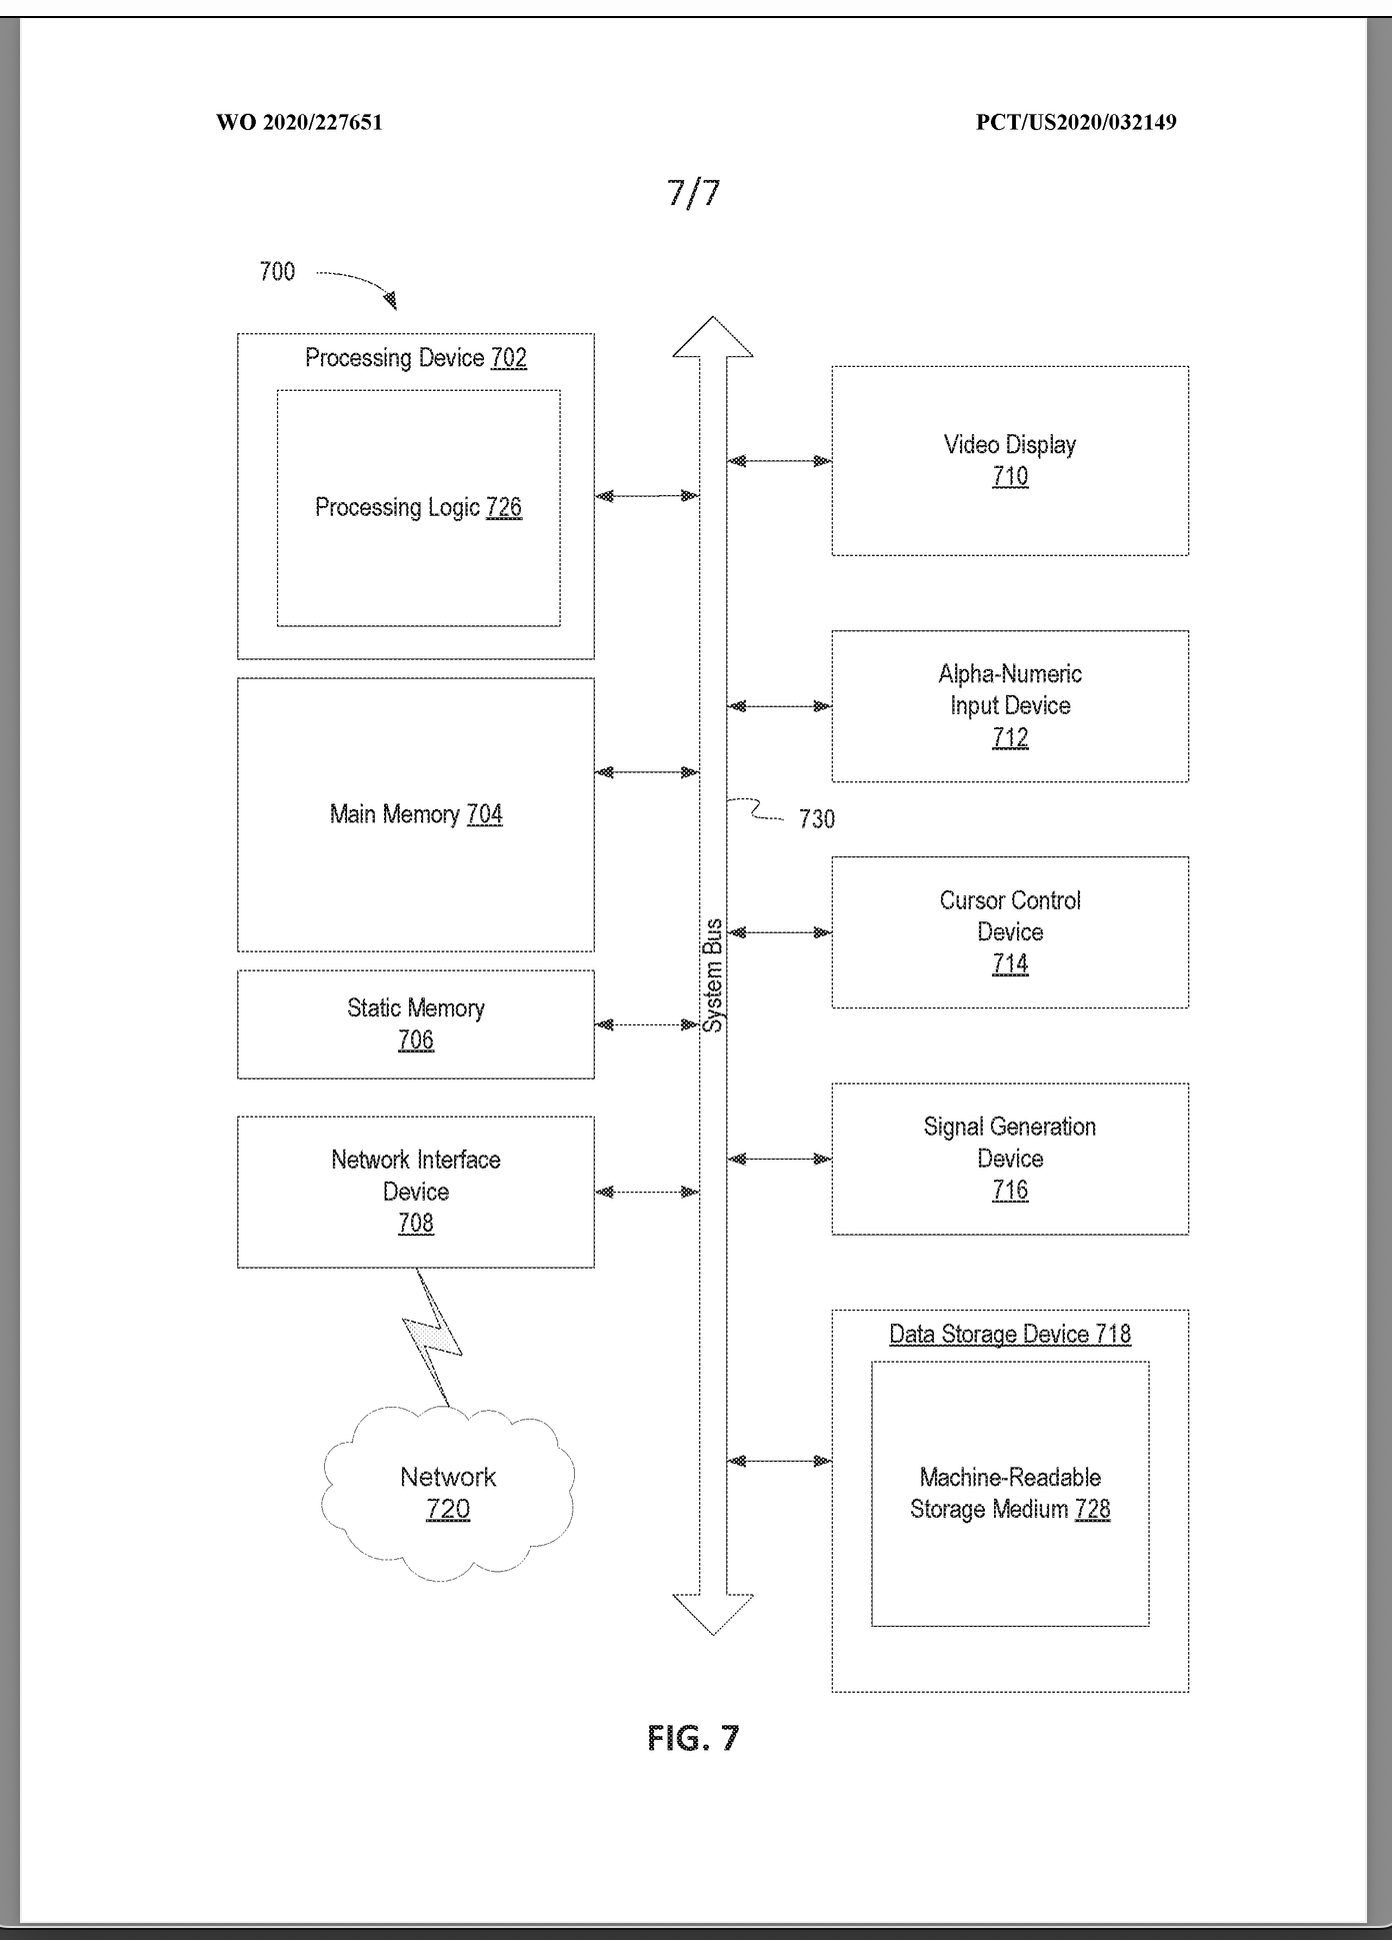 WO 2020/227651
PCT/US2020/032149
7/7
700
Processing Device 702
Processing Logic 726
Main Memory 704
Static Memory
706
Network Interface
Device
708
Network
720
System Bus
730
Video Display
710
Alpha-Numeric
Input Device
712
Cursor Control
Device
714
Signal Generation
Device
716
Data Storage Device 718
Machine-Readable
Storage Medium 728
FIG. 7